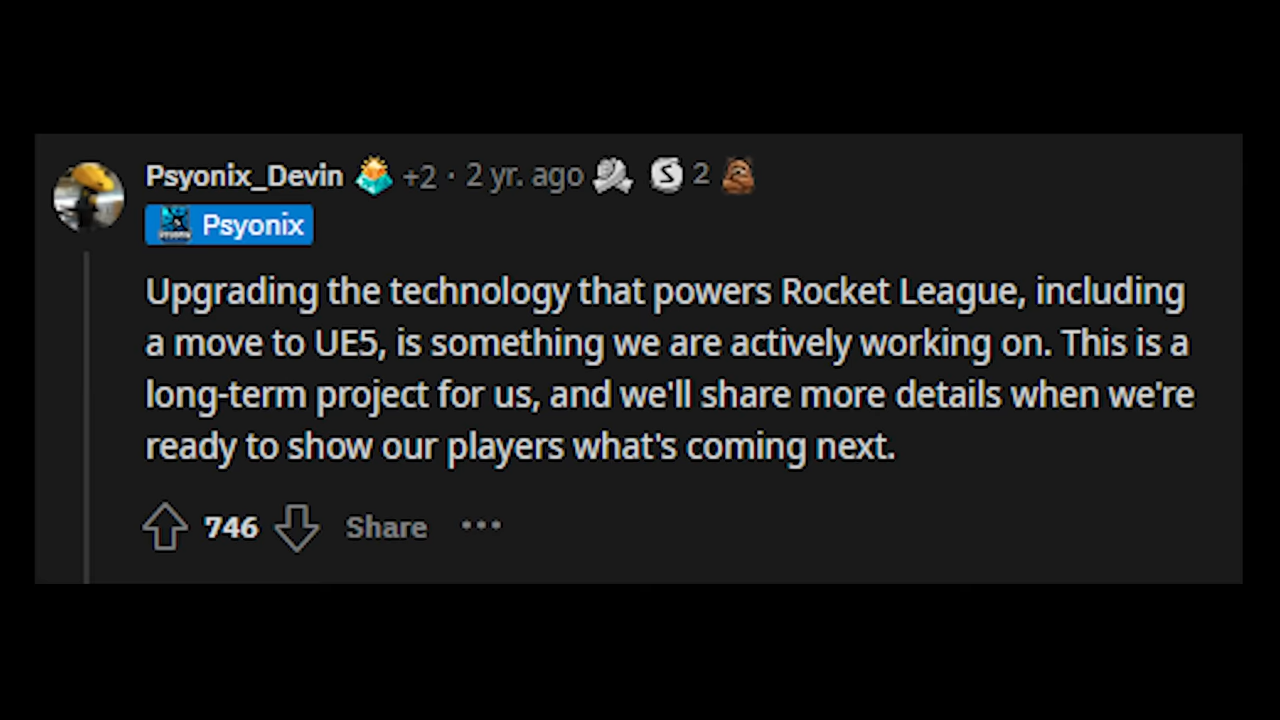 Psyonix_Devin +2 · 2 yr. ago 2
Psyonix
Upgrading the technology that powers Rocket League, including
a move to UE5, is something we are actively working on. This is a
long-term project for us, and we'll share more details when we're
ready to show our players what's coming next.
746 Share ···